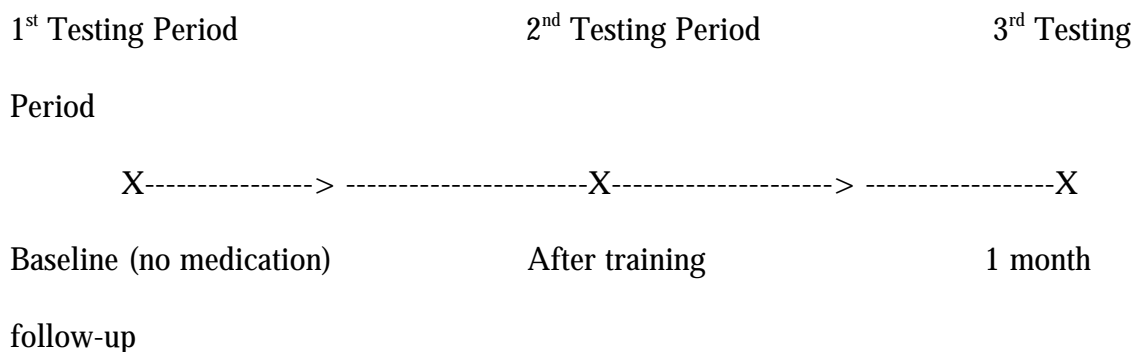 1st Testing Period 2nd Testing Period 3rd Testing
Period
X----------------> -----------------------X---------------------> ------------------X
Baseline (no medication) After training 1 month
follow-up